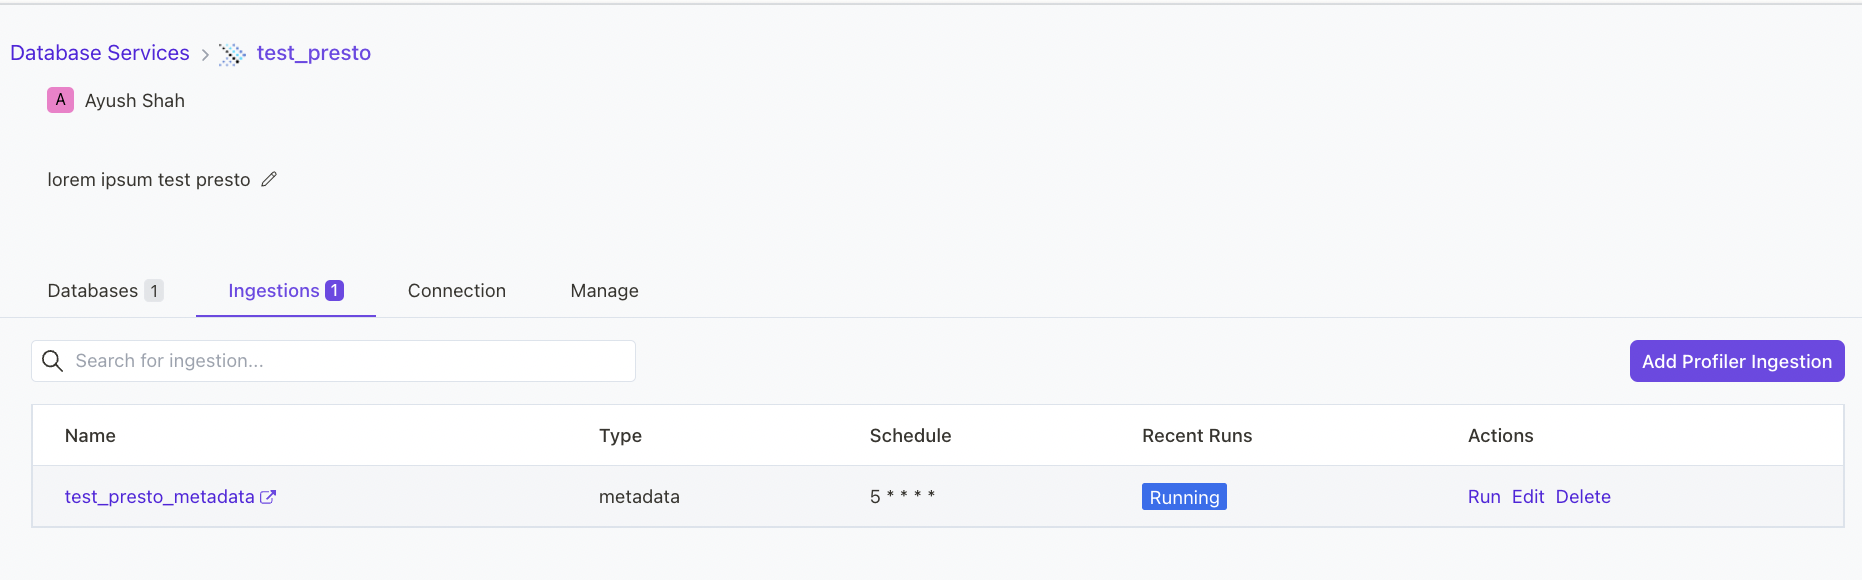 Database Services > test_presto
A Ayush Shah
lorem ipsum test presto
Databases 1 Ingestions 1 Connection Manage
Search for ingestion...
Add Profiler Ingestion
Name Type Schedule Recent Runs Actions
test_presto_metadata metadata 5 * * * * Running Run Edit Delete